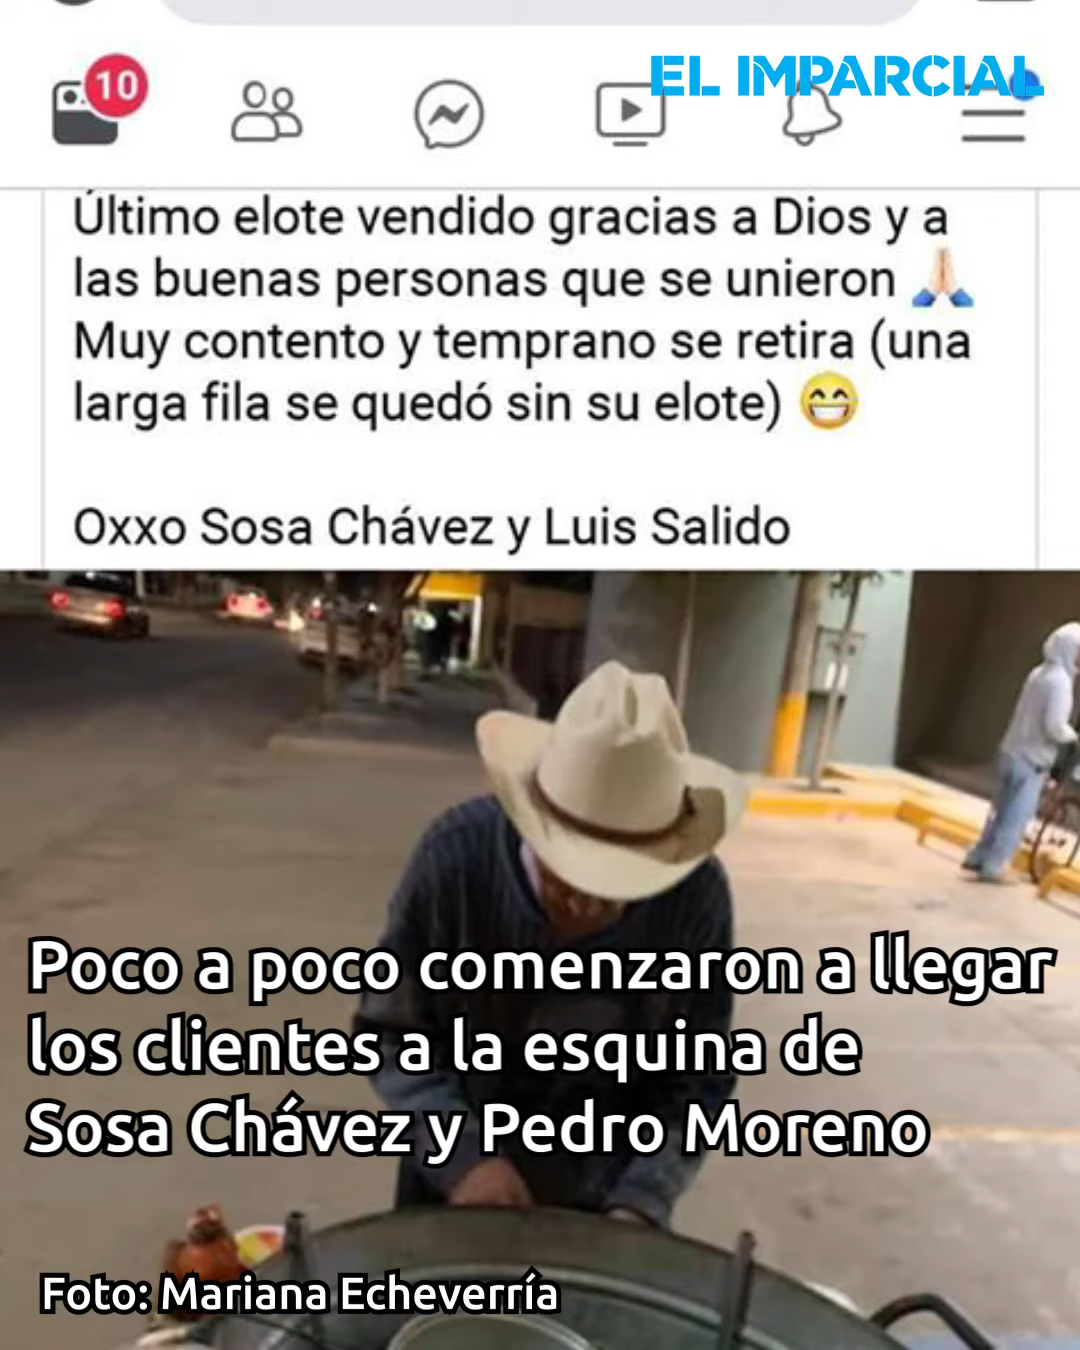 EL IMPARCIAL
10
Último elote vendido gracias a Dios y a
las buenas personas que se unieron 🙏🏻
Muy contento y temprano se retira (una
larga fila se quedó sin su elote) 😁
Oxxo Sosa Chávez y Luis Salido
Poco a poco comenzaron a llegar
los clientes a la esquina de
Sosa Chávez y Pedro Moreno
Foto: Mariana Echeverría